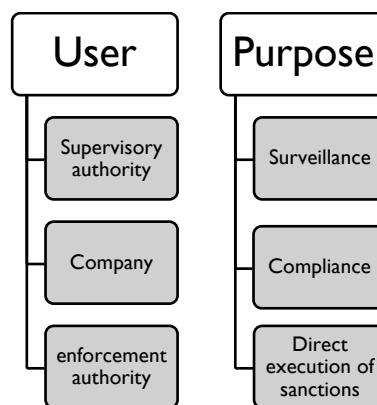 User
Supervisory
authority
Company
enforcement
authority
Purpose
Surveillance
Compliance
Direct
execution of
sanctions